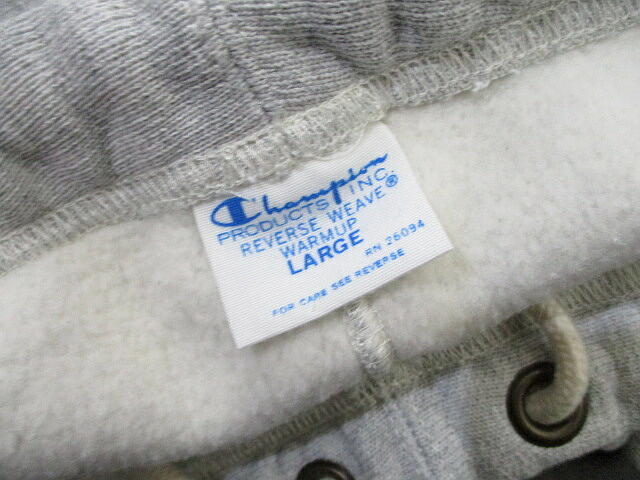 Champion
PRODUCTS INC.
REVERSE WEAVE®
WARMUP
LARGE
RN 26094
FOR CARE SEE REVERSE